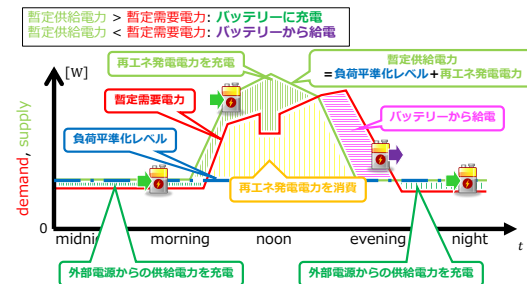 暫定供給電力 > 暫定需要電力: バッテリーに充電
暫定供給電力 < 暫定需要電力: バッテリーから給電
再エネ発電電力を充電
暫定供給電力
=負荷平準化レベル+再エネ発電電力
[W]
暫定需要電力
バッテリーから給電
負荷平準化レベル
demand, supply
再エネ発電電力を消費
0
midnight morning noon evening night t
外部電源からの供給電力を充電
外部電源からの供給電力を充電